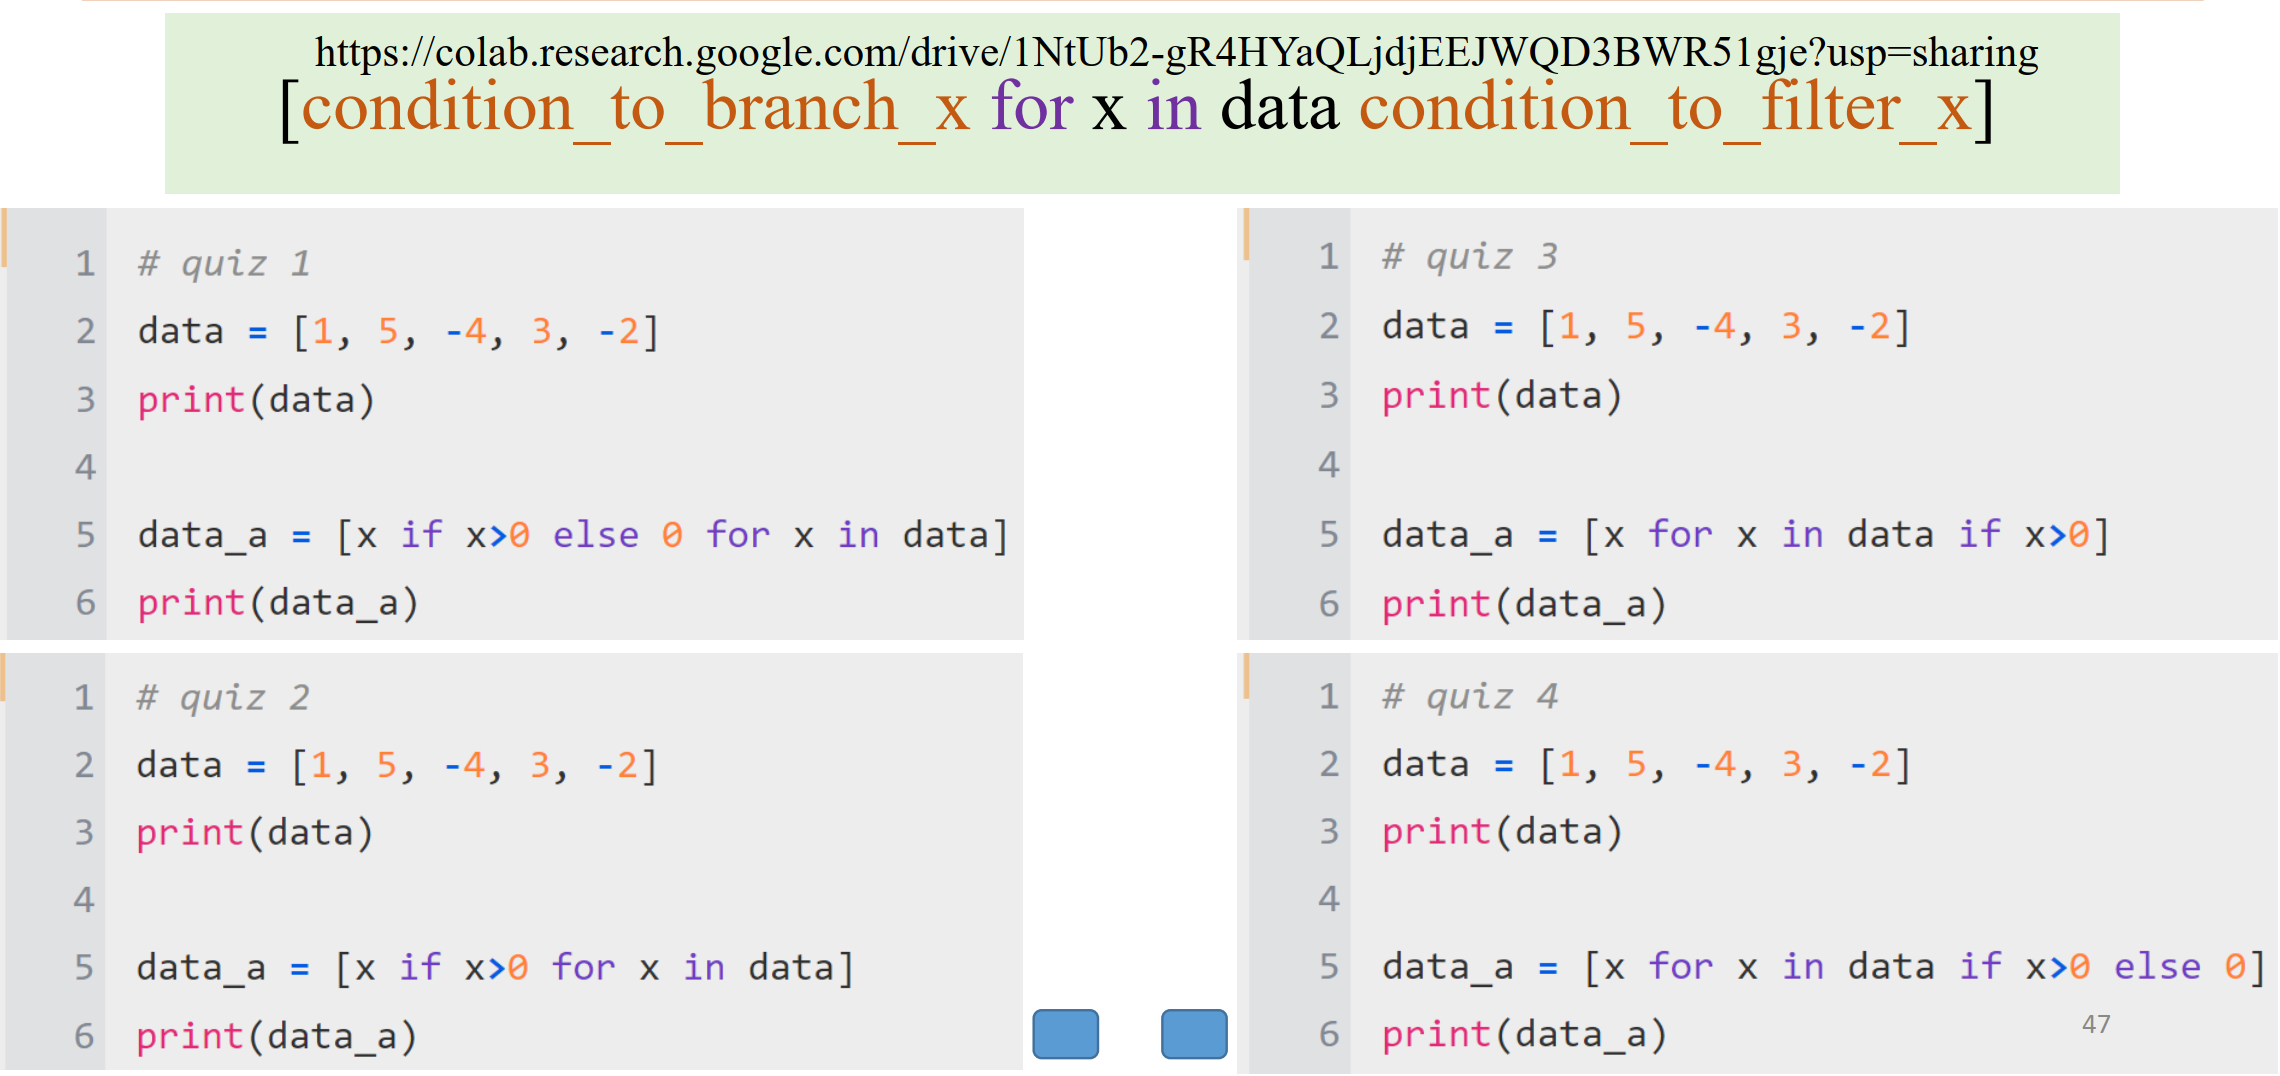 https://colab.research.google.com/drive/1NtUb2-gR4HYaQLjdjEEJWQD3BWR51gje?usp=sharing
[condition_to_branch_x for x in data condition_to_filter_x]
1 # quiz 1
2 data = [1, 5, -4, 3, -2]
3 print(data)
4
5 data_a = [x if x>0 else 0 for x in data]
6 print(data_a)
1 # quiz 2
2 data = [1, 5, -4, 3, -2]
3 print(data)
4
5 data_a = [x if x>0 for x in data]
6 print(data_a)
1 # quiz 3
2 data = [1, 5, -4, 3, -2]
3 print(data)
4
5 data_a = [x for x in data if x>0]
6 print(data_a)
1 # quiz 4
2 data = [1, 5, -4, 3, -2]
3 print(data)
4
5 data_a = [x for x in data if x>0 else 0]
6 print(data_a)
47